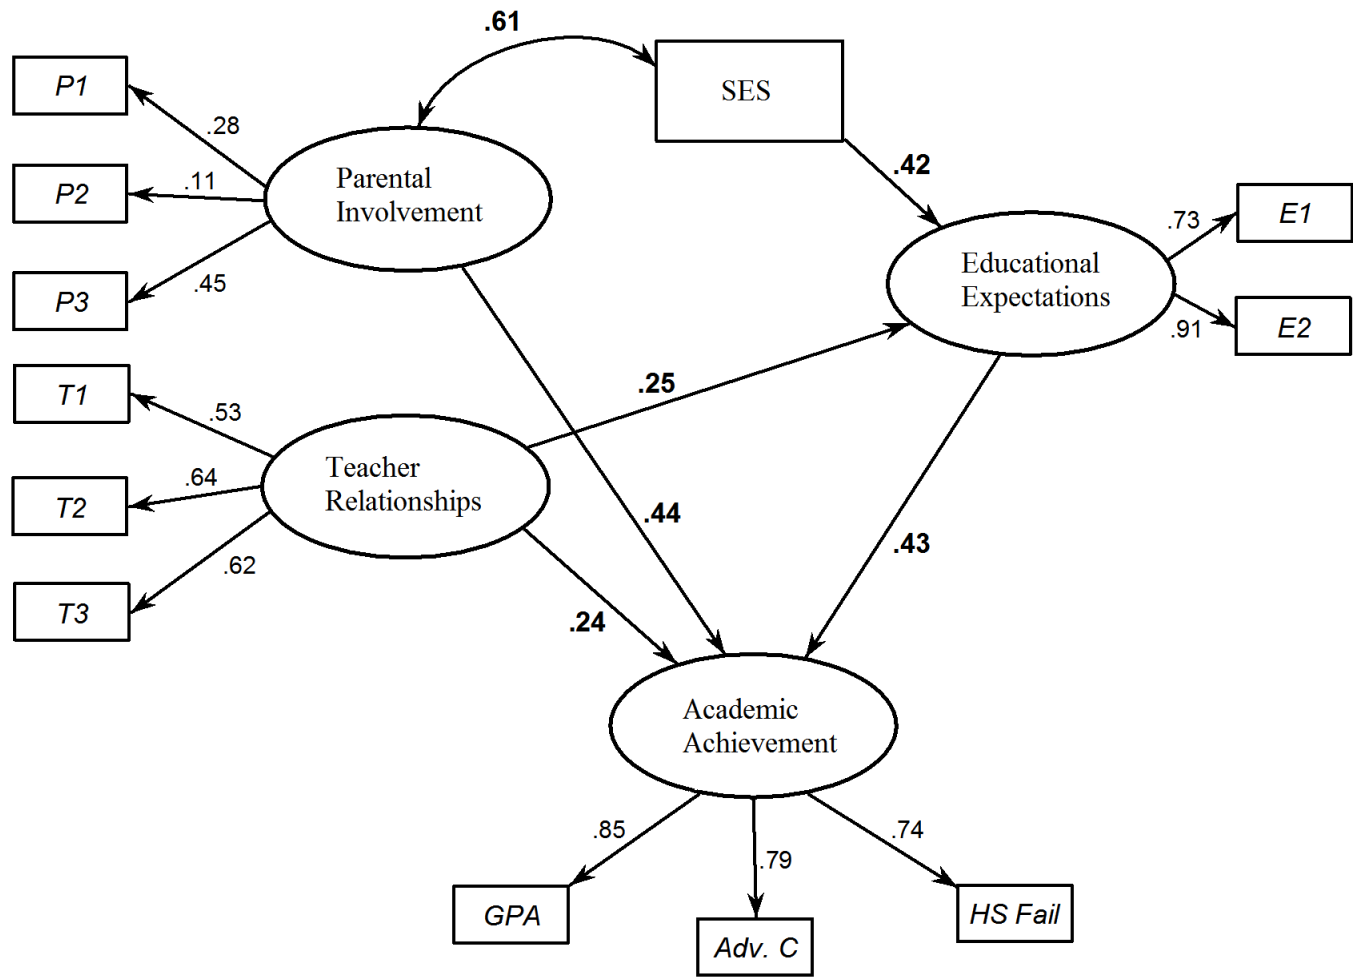 .61
P1
SES
.28
Parental
Involvement
.42
P2
.11
E1
.73
Educational
Expectations
P3
.45
E2
.91
T1
.25
.53
Teacher
Relationships
.64
T2
.44
.43
.62
T3
.24
Academic
Achievement
.85
.74
.79
GPA
HS Fail
Adv. C